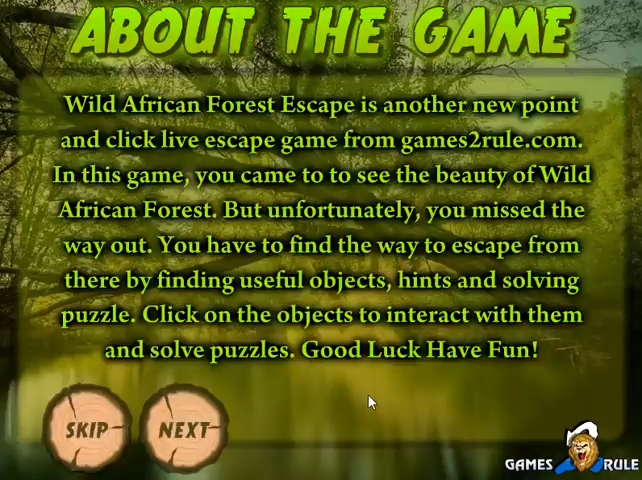 ABOUT THE GAME
Wild African Forest Escape is another new point
and click live escape game from games2rule.com.
In this game, you came to to see the beauty of Wild
African Forest. But unfortunately, you missed the
way out. You have to find the way to escape from
there by finding useful objects, hints and solving
puzzle. Click on the objects to interact with them
and solve puzzles. Good Luck Have Fun!
SKIP NEXT
GAMES RULE